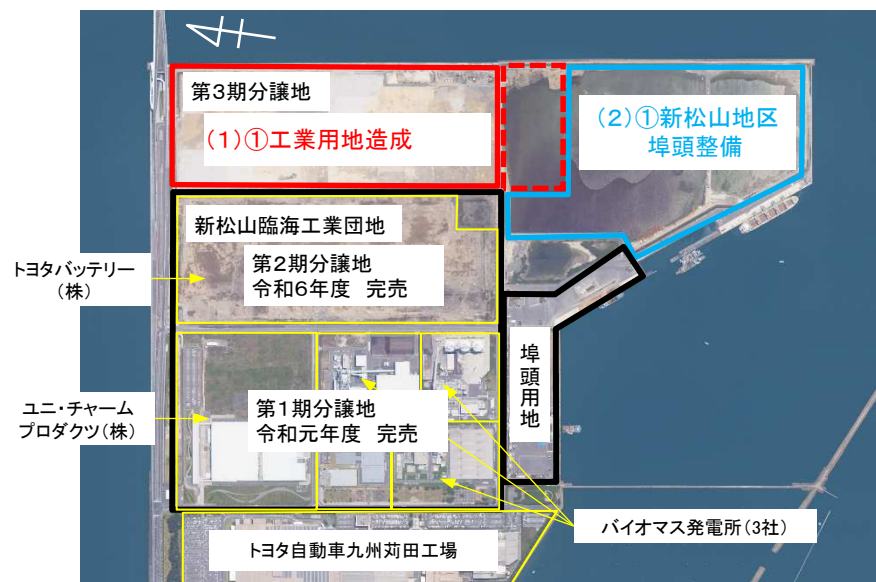 第3期分譲地
(1)①工業用地造成
(2)①新松山地区
埠頭整備
新松山臨海工業団地
第2期分譲地
令和6年度 完売
トヨタバッテリー
(株)
埠頭用地
第1期分譲地
令和元年度 完売
ユニ・チャーム
プロダクツ(株)
バイオマス発電所(3社)
トヨタ自動車九州苅田工場